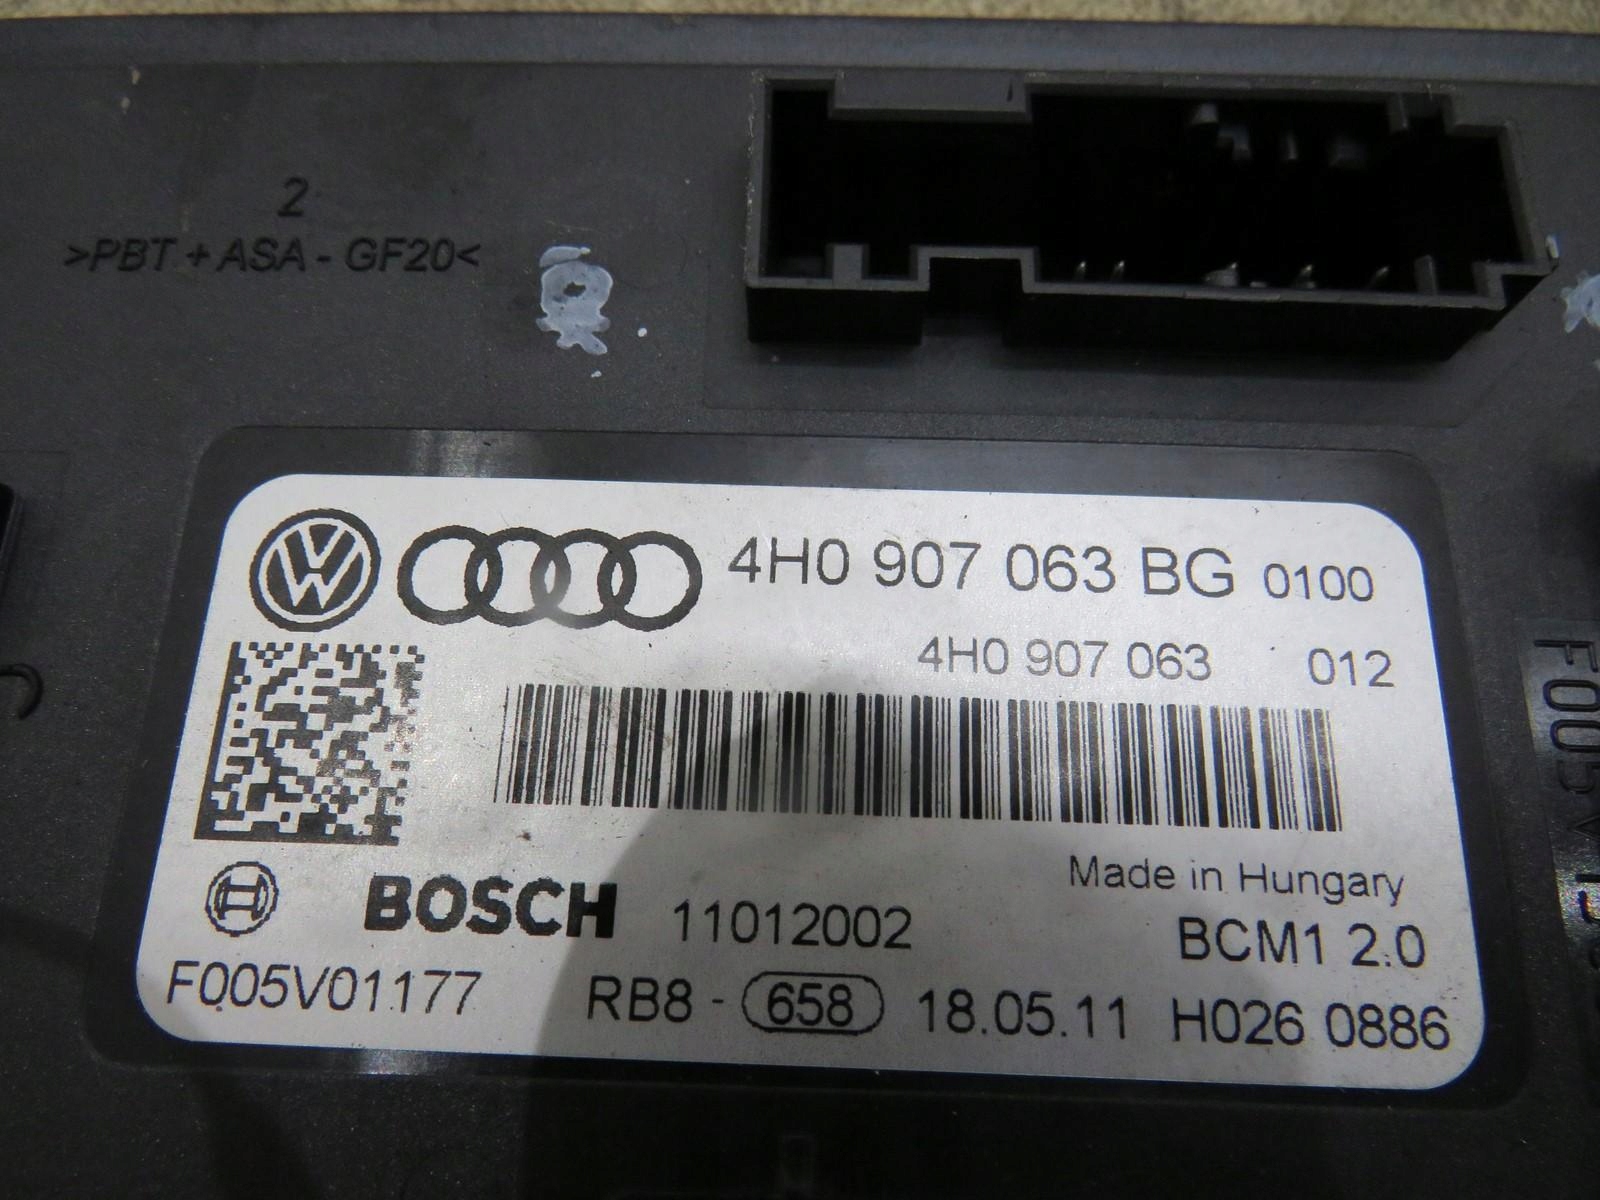 2
>PBT + ASA - GF20<
4H0 907 063 BG 0100
4H0 907 063 012
Made in Hungary
BOSCH 11012002 BCM1 2.0
F005V01177 RB8 - 658 18.05.11 H026 0886